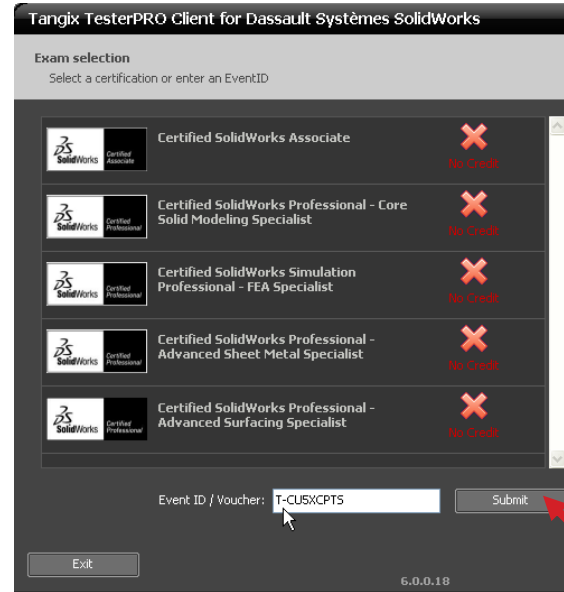 Tangix TesterPRO Client for Dassault Systèmes SolidWorks
Exam selection
Select a certification or enter an EventID
SolidWorks
Certified
Associate
Certified SolidWorks Associate
No Credit
SolidWorks
Certified
Professional
Certified SolidWorks Professional - Core
Solid Modeling Specialist
No Credit
SolidWorks
Certified
Professional
Certified SolidWorks Simulation
Professional - FEA Specialist
No Credit
SolidWorks
Certified
Professional
Certified SolidWorks Professional -
Advanced Sheet Metal Specialist
No Credit
SolidWorks
Certified
Professional
Certified SolidWorks Professional -
Advanced Surfacing Specialist
No Credit
Event ID / Voucher: T-CU5XCPTS Submit
Exit
6.0.0.18